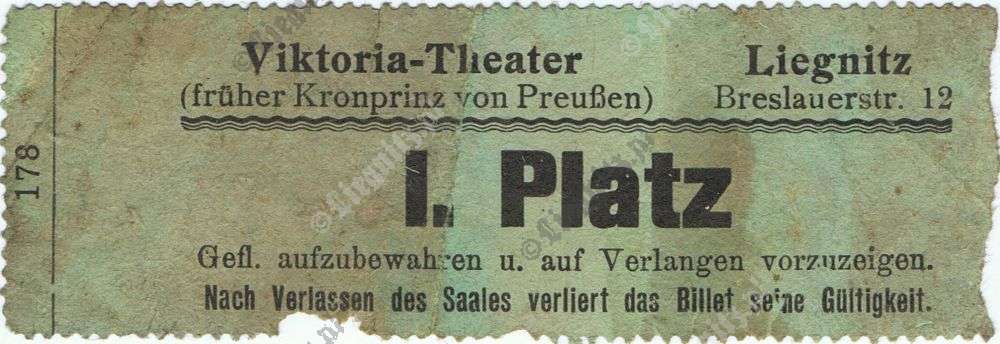 Viktoria-Theater Liegnitz
(früher Kronprinz von Preußen) Breslauerstr. 12
I. Platz
Gefl. aufzubewahren u. auf Verlangen vorzuzeigen.
Nach Verlassen des Saales verliert das Billet seine Gültigkeit.
178